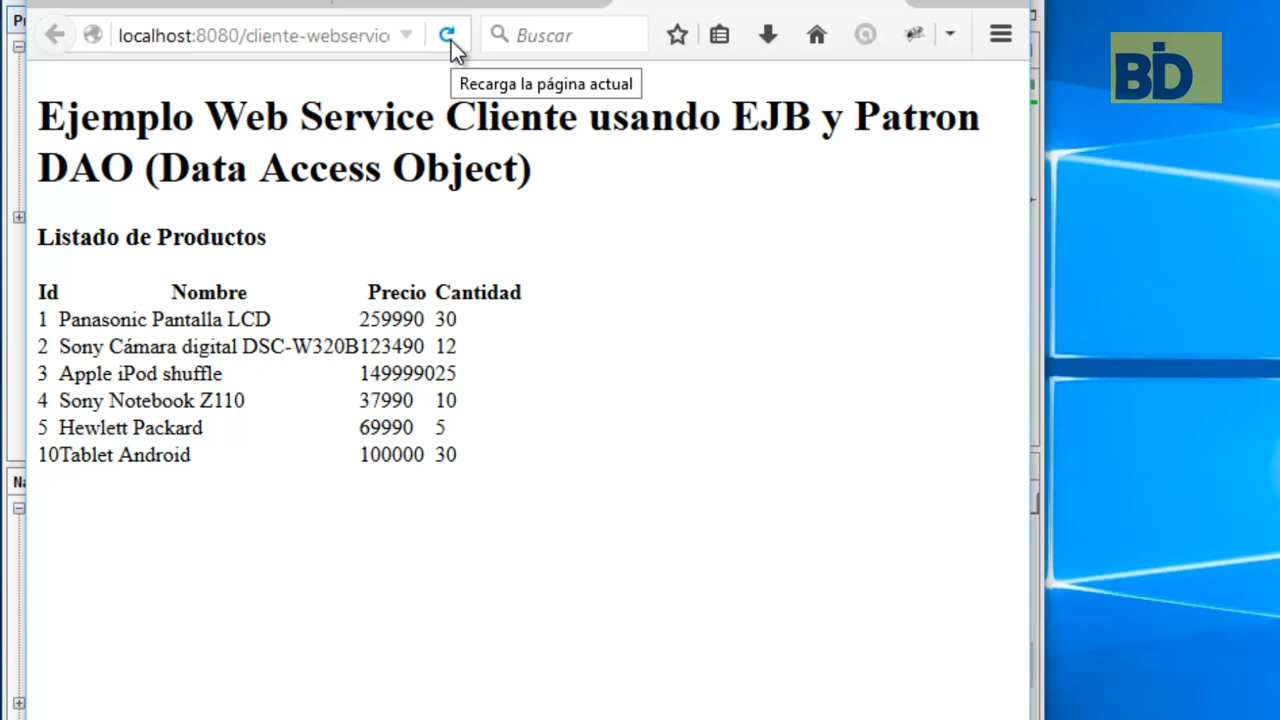 localhost:8080/cliente-webservic
Buscar
BID
Recarga la página actual
Ejemplo Web Service Cliente usando EJB y Patron
DAO (Data Access Object)
Listado de Productos
Id Nombre Precio Cantidad
1 Panasonic Pantalla LCD 259990 30
2 Sony Cámara digital DSC-W320B123490 12
3 Apple iPod shuffle 149999025
4 Sony Notebook Z110 37990 10
5 Hewlett Packard 69990 5
10Tablet Android 100000 30